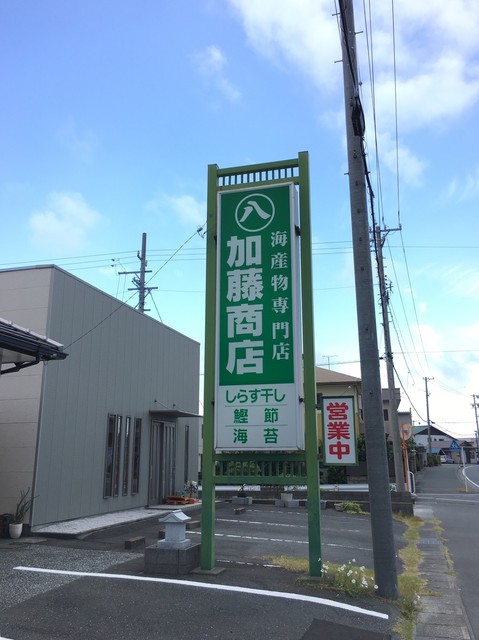 八
海産物専門店
加藤商店
しらす干し
鰹節
海苔
営業中